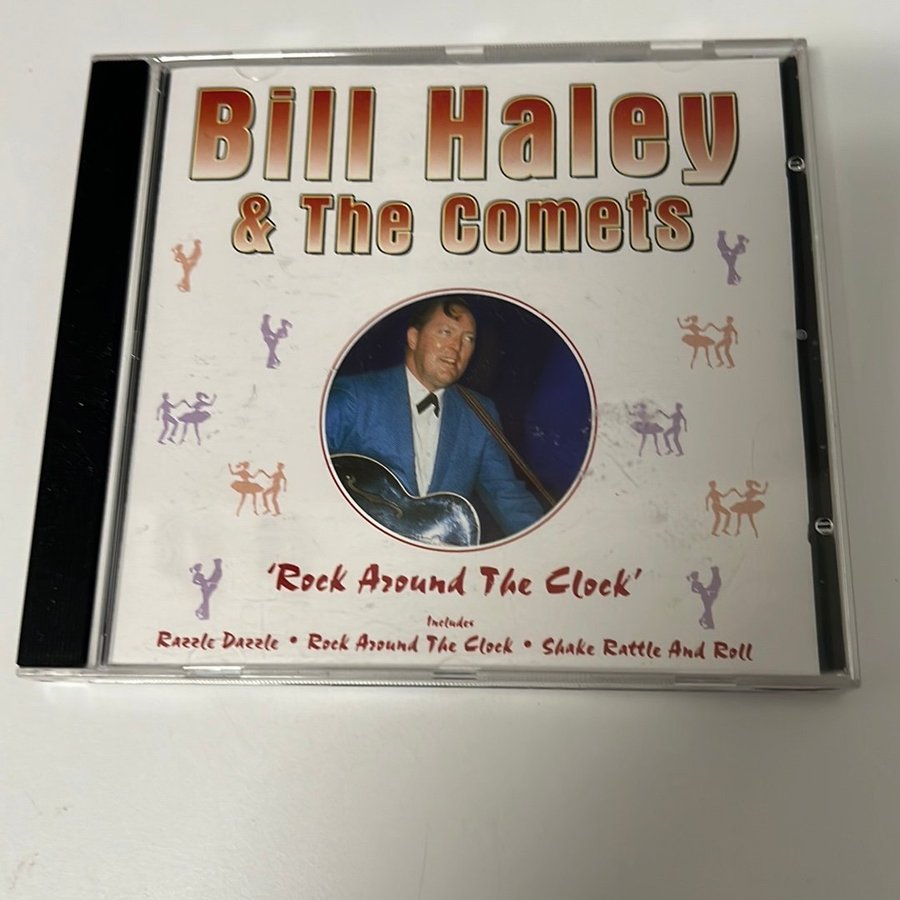 Bill Haley
& The Comets
'Rock Around The Clock'
Includes
Razzle Dazzle • Rock Around The Clock • Shake Rattle And Roll